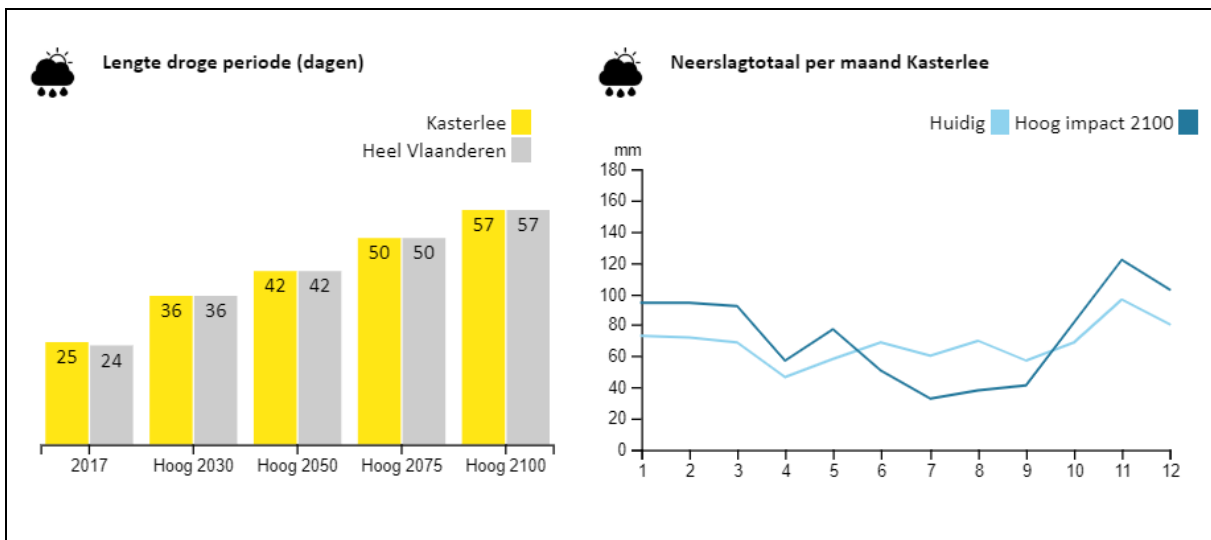 Lengte droge periode (dagen)
Kasterlee
Heel Vlaanderen
25
24
36
36
42
42
50
50
57
57
2017
Hoog 2030
Hoog 2050
Hoog 2075
Hoog 2100
Neerslagtotaal per maand Kasterlee
Huidig
Hoog impact 2100
mm
180
160
140
120
100
80
60
40
20
0
1 2 3 4 5 6 7 8 9 10 11 12